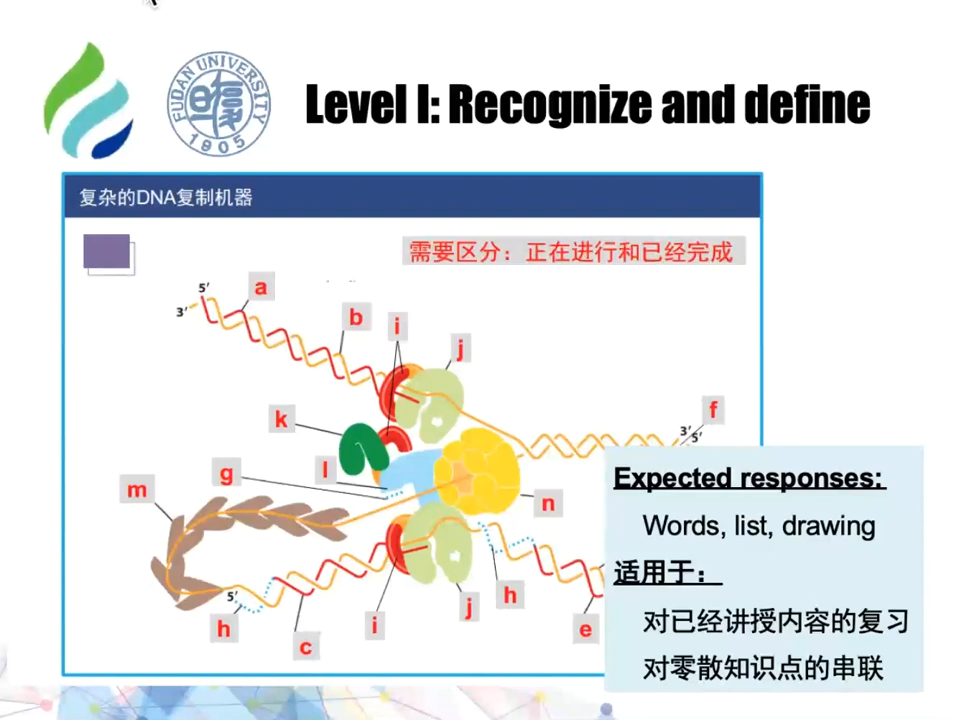 FUDAN UNIVERSITY
1905
Level I: Recognize and define
复杂的DNA复制机器
需要区分：正在进行和已经完成
5′
3′
a
b
i
j
k
f
3′
5′
g
l
m
n
Expected responses:
Words, list, drawing
适用于：
对已经讲授内容的复习
对零散知识点的串联
5′
h
c
i
j
h
e